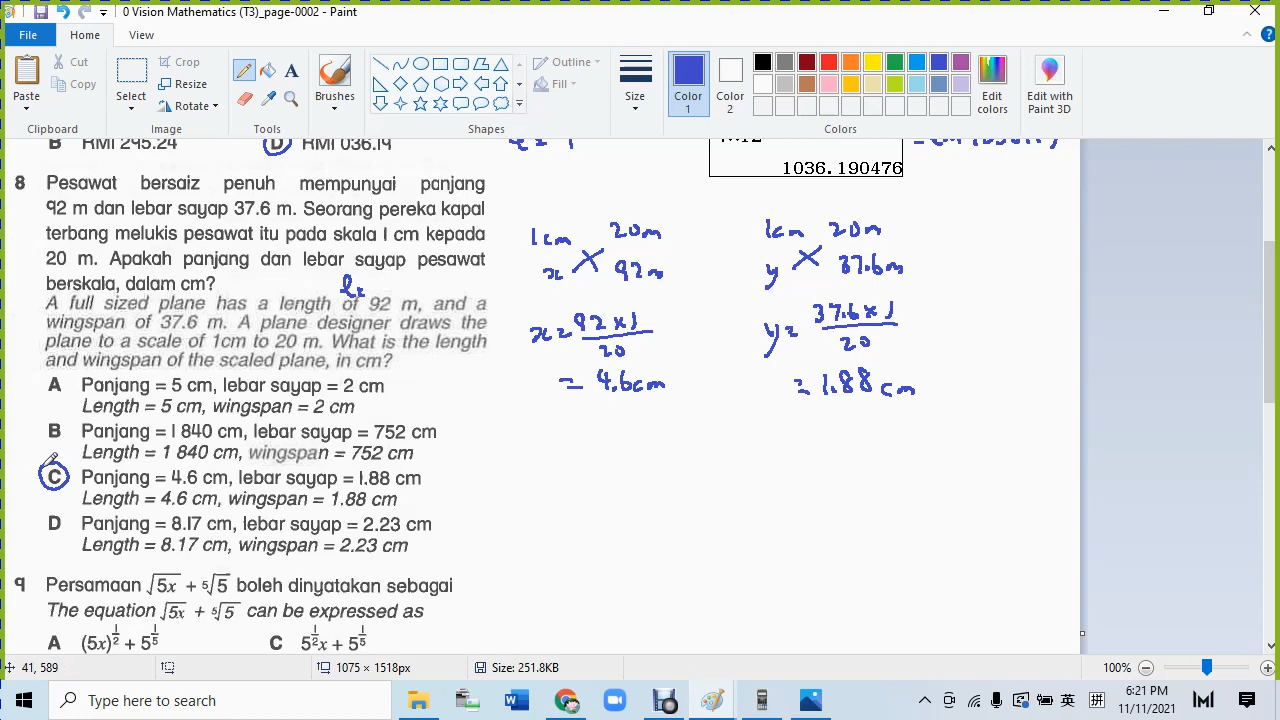 0 Vision Mathematics (T3)_page-0002 - Paint
File Home View
Paste Cut Copy Clipboard
Select Crop Resize Rotate Image
Tools
Brushes
Outline Fill Shapes
Size
Color 1 Color 2 Edit colors Colors
Edit with Paint 3D
B RM1 295.24 D RM1 036.19
1036.190476
8 Pesawat bersaiz penuh mempunyai panjang
92 m dan lebar sayap 37.6 m. Seorang pereka kapal
terbang melukis pesawat itu pada skala 1 cm kepada
20 m. Apakah panjang dan lebar sayap pesawat
berskala, dalam cm?
A full sized plane has a length of 92 m, and a
wingspan of 37.6 m. A plane designer draws the
plane to a scale of 1cm to 20 m. What is the length
and wingspan of the scaled plane, in cm?
A Panjang = 5 cm, lebar sayap = 2 cm
Length = 5 cm, wingspan = 2 cm
B Panjang = 1 840 cm, lebar sayap = 752 cm
Length = 1 840 cm, wingspan = 752 cm
C Panjang = 4.6 cm, lebar sayap = 1.88 cm
Length = 4.6 cm, wingspan = 1.88 cm
D Panjang = 8.17 cm, lebar sayap = 2.23 cm
Length = 8.17 cm, wingspan = 2.23 cm
9 Persamaan √5x + ⁵√5 boleh dinyatakan sebagai
The equation √5x + ⁵√5 can be expressed as
A (5x)^1/2 + 5^1/5 C 5^1/2 x + 5^1/5
1cm 20m
x 92m
x = 92 × 1
20
= 4.6cm
1cm 20m
y 37.6m
y = 37.6 × 1
20
= 1.88 cm
41, 589 1075 × 1518px Size: 251.8KB 100%
Type here to search
英 拼 6:21 PM
11/11/2021